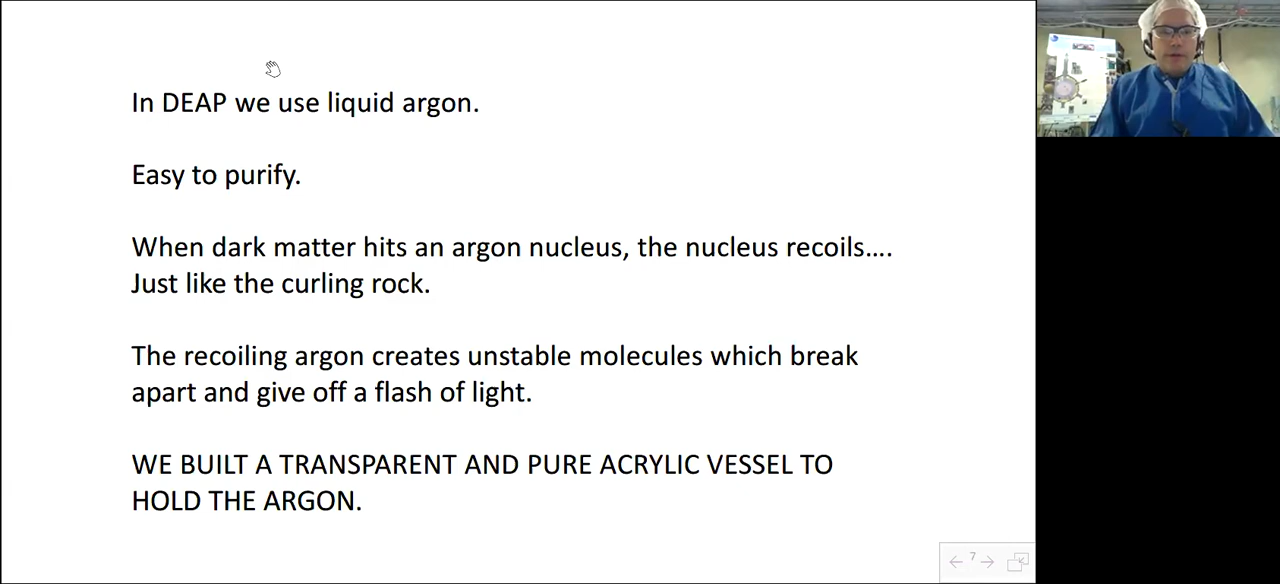 In DEAP we use liquid argon.
Easy to purify.
When dark matter hits an argon nucleus, the nucleus recoils....
Just like the curling rock.
The recoiling argon creates unstable molecules which break
apart and give off a flash of light.
WE BUILT A TRANSPARENT AND PURE ACRYLIC VESSEL TO
HOLD THE ARGON.
7